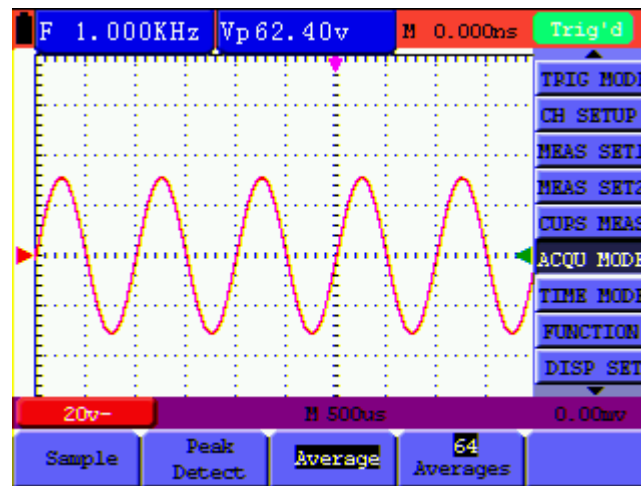 F 1.000KHz Vp62.40v M 0.000ns Trig'd
TRIG MODE
CH SETUP
MEAS SET1
MEAS SET2
CUPS MEAS
ACQU MODE
TIME MODE
FUNCTION
DISP SET
20v~ M 500us 0.00mv
Sample Peak Detect Average 64 Averages